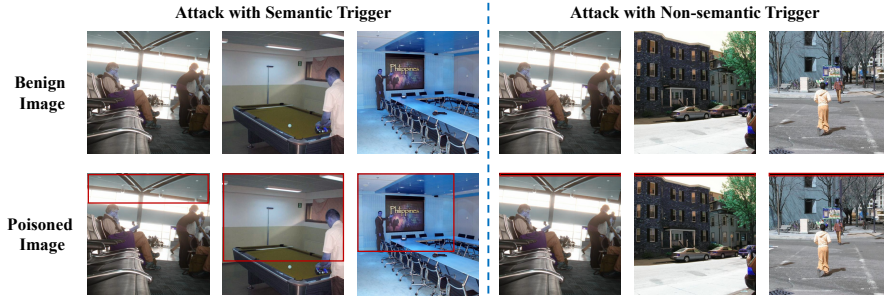 Attack with Semantic Trigger
Attack with Non-semantic Trigger
Benign
Image
Philippines
Poisoned
Image
Philippines